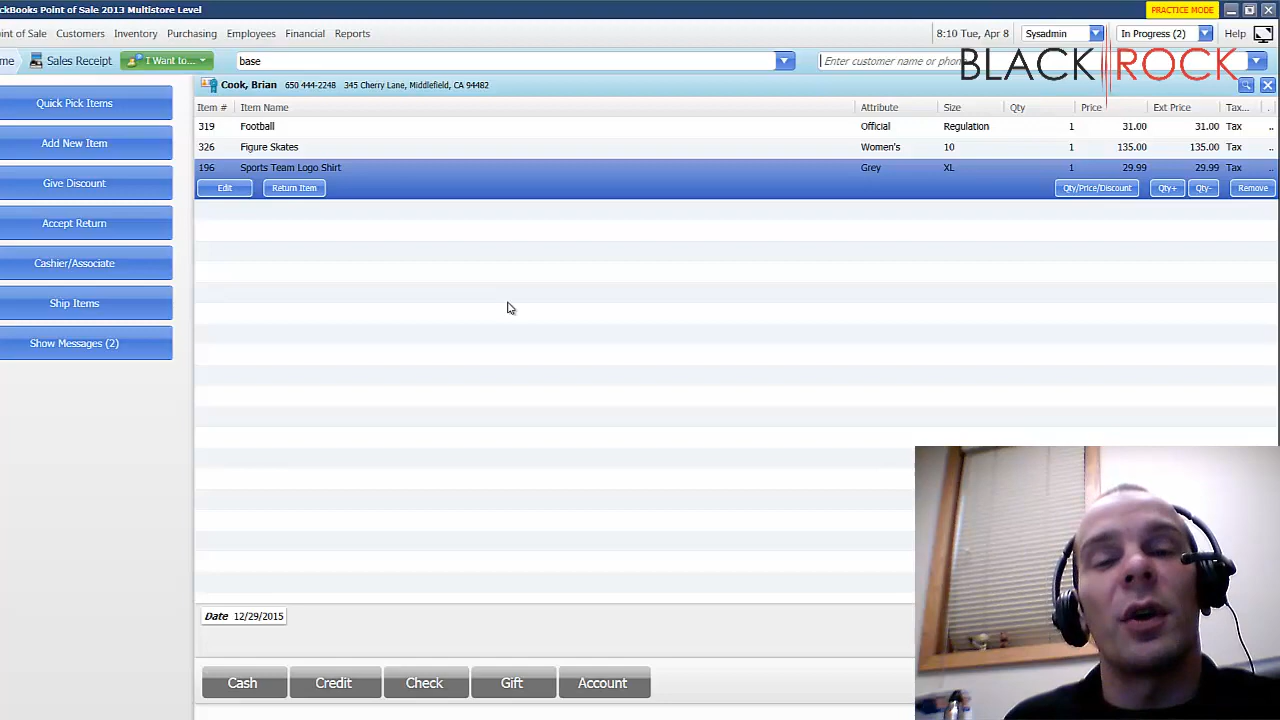 ckBooks Point of Sale 2013 Multistore Level
PRACTICE MODE
oint of Sale Customers Inventory Purchasing Employees Financial Reports 8:10 Tue, Apr 8 Sysadmin In Progress (2) Help
me Sales Receipt I Want to... base Enter customer name or phon
BLACK ROCK
Cook, Brian 650 444-2248 345 Cherry Lane, Middlefield, CA 94482
Item # Item Name Attribute Size Qty Price Ext Price Tax... .
319 Football Official Regulation 1 31.00 31.00 Tax ..
326 Figure Skates Women's 10 1 135.00 135.00 Tax ..
196 Sports Team Logo Shirt Grey XL 1 29.99 29.99 Tax ..
Edit Return Item Qty/Price/Discount Qty+ Qty- Remove
Quick Pick Items
Add New Item
Give Discount
Accept Return
Cashier/Associate
Ship Items
Show Messages (2)
Date 12/29/2015
Cash Credit Check Gift Account